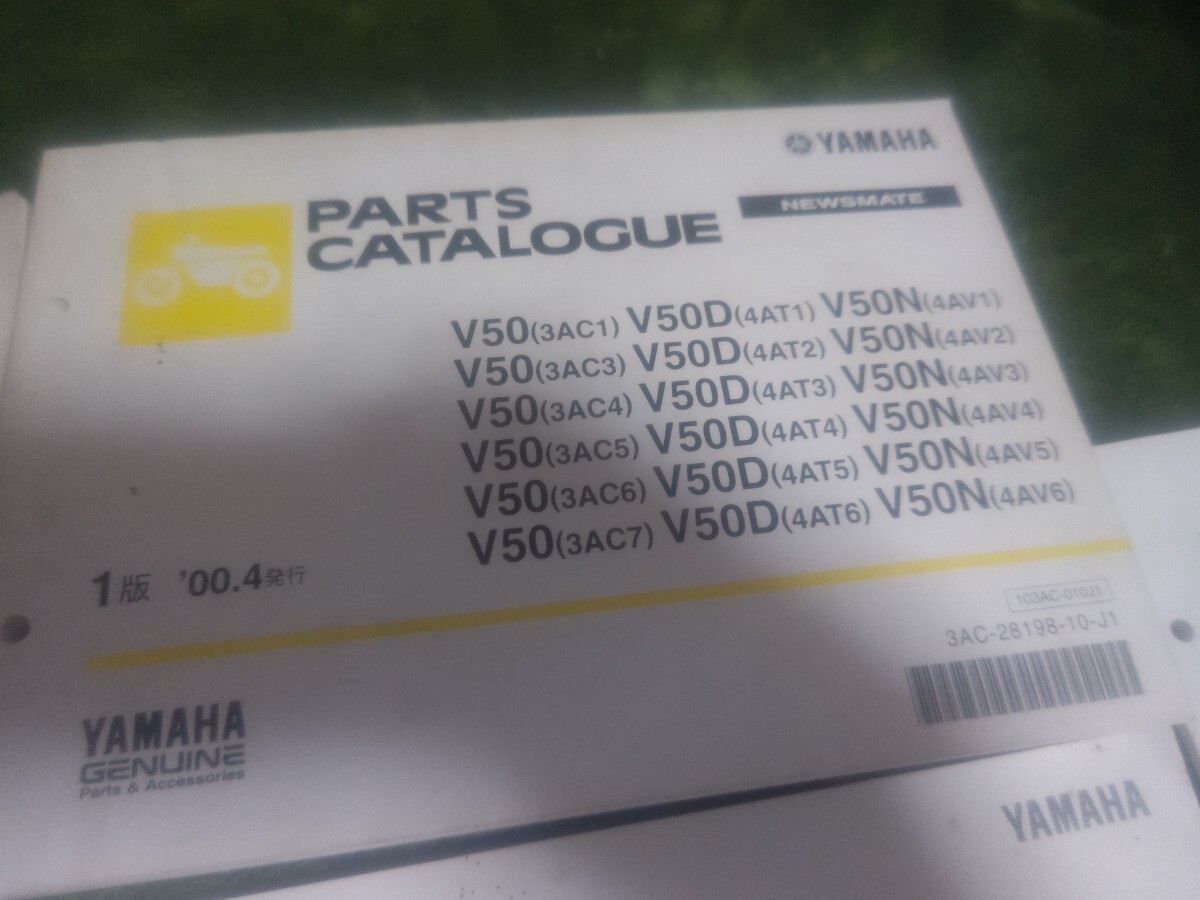 YAMAHA
NEWSMATE
PARTS
CATALOGUE
V50(3AC1) V50D(4AT1) V50N(4AV1)
V50(3AC3) V50D(4AT2) V50N(4AV2)
V50(3AC4) V50D(4AT3) V50N(4AV3)
V50(3AC5) V50D(4AT4) V50N(4AV4)
V50(3AC6) V50D(4AT5) V50N(4AV5)
V50(3AC7) V50D(4AT6) V50N(4AV6)
1版 '00.4発行
103AC-010J1
3AC-28198-10-J1
YAMAHA
GENUINE
Parts & Accessories
YAMAHA